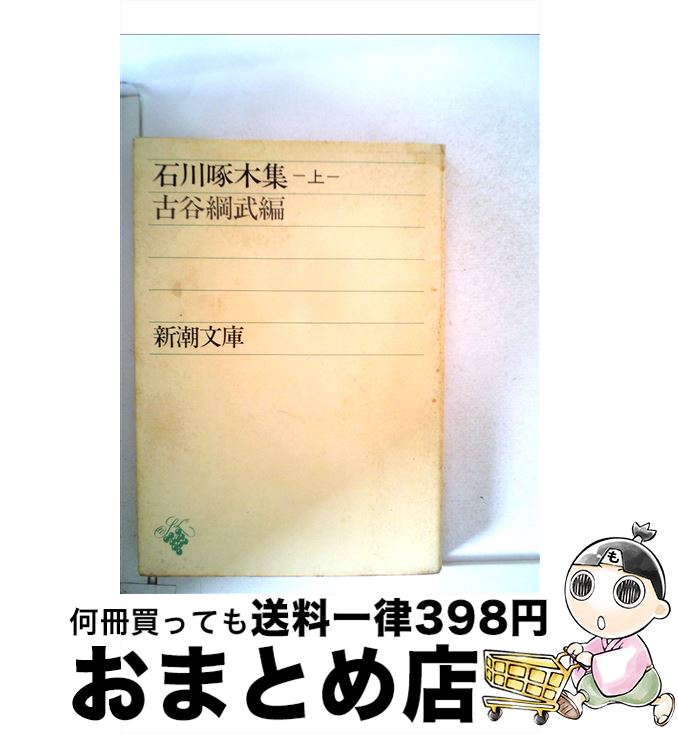 石川啄木集－上－
古谷綱武編
新潮文庫
も
何冊買っても送料一律398円
おまとめ店